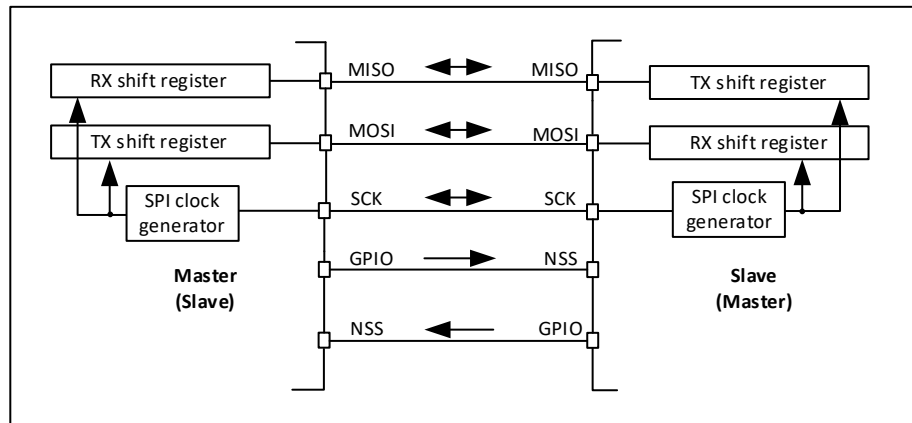 RX shift register
MISO
MISO
TX shift register
TX shift register
MOSI
MOSI
RX shift register
SPI clock
generator
SCK
SCK
SPI clock
generator
Master
(Slave)
GPIO
NSS
Slave
(Master)
NSS
GPIO